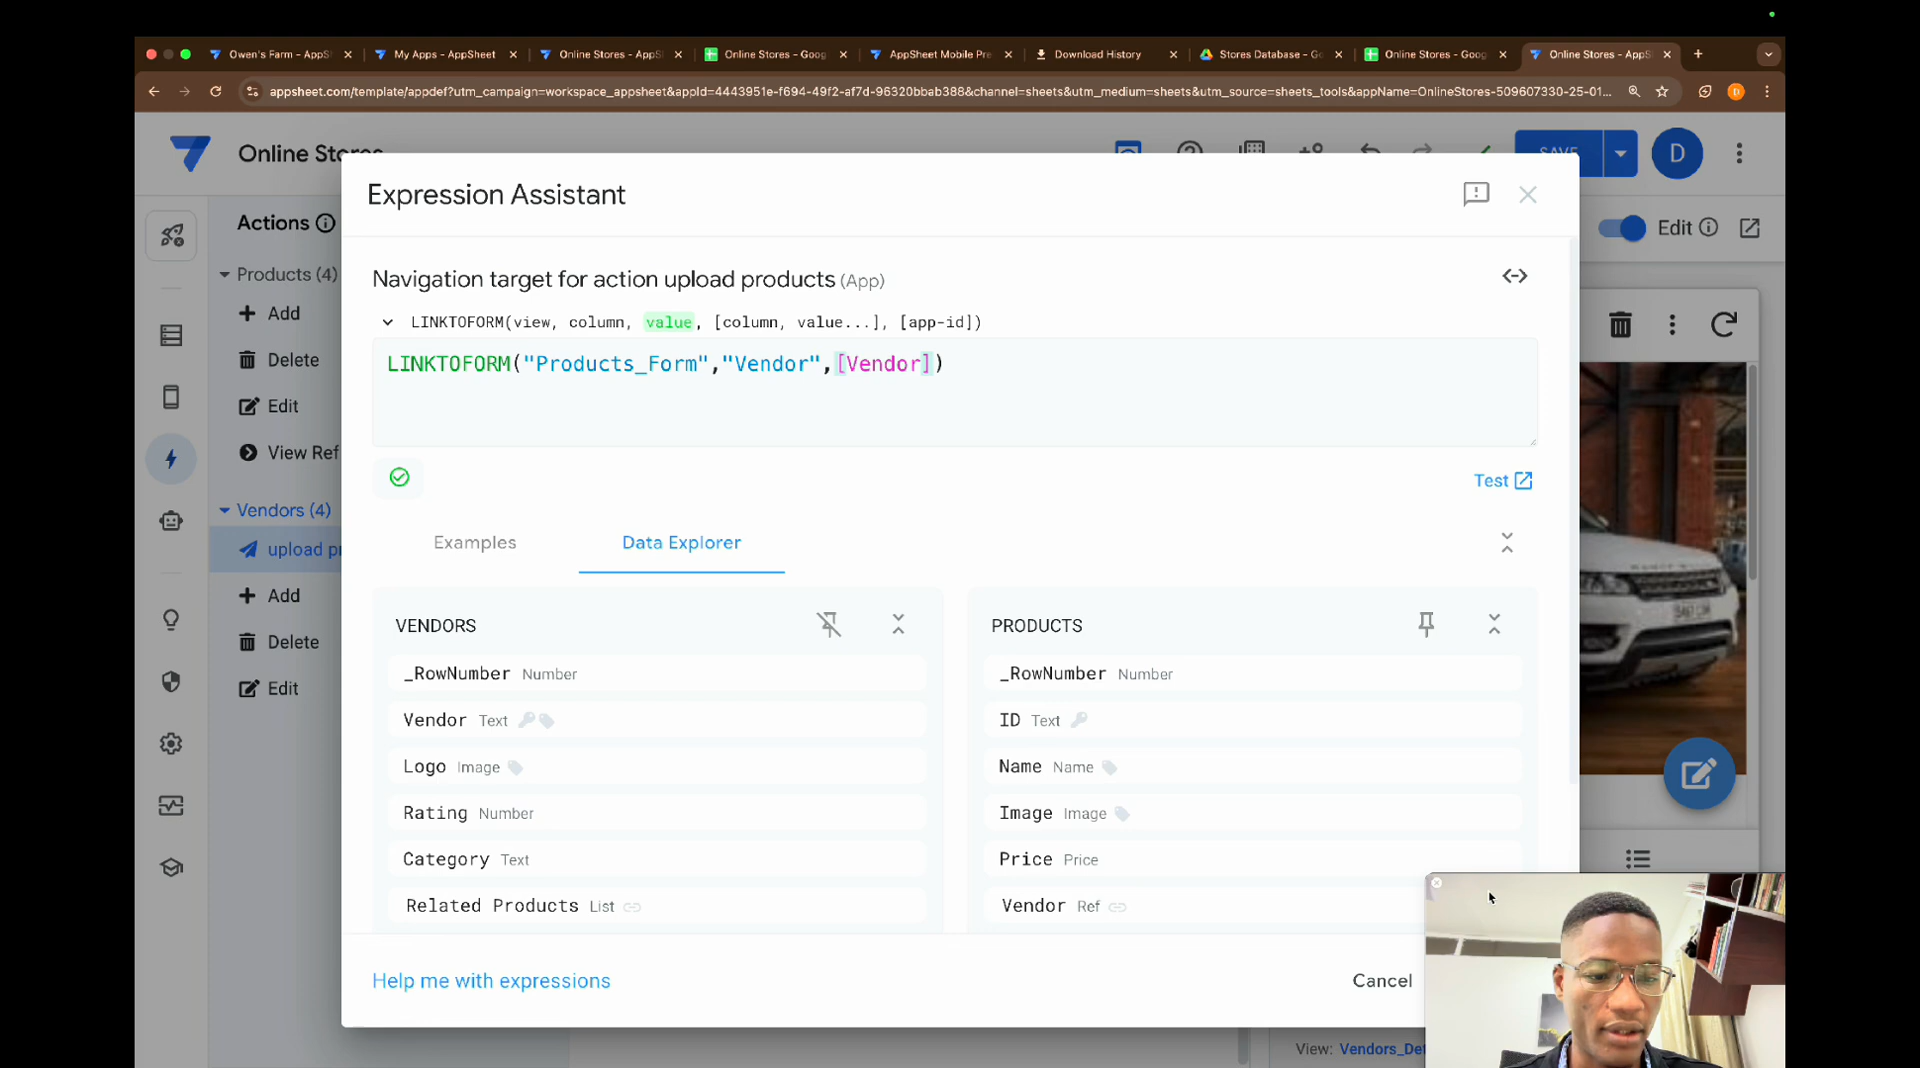 Owen's Farm - AppS
My Apps - AppSheet
Online Stores - AppS
Online Stores - Goog
AppSheet Mobile Pre
Download History
Stores Database - Go
Online Stores - Goog
Online Stores - AppS
appsheet.com/template/appdef?utm_campaign=workspace_appsheet&appId=4443951e-f694-49f2-af7d-96320bbab388&channel=sheets&utm_medium=sheets&utm_source=sheets_tools&appName=OnlineStores-509607330-25-01...
D
Online Stores
SAVE
D
Expression Assistant
Actions
Edit
Products (4)
Navigation target for action upload products (App)
Add
LINKTOFORM(view, column, value, [column, value...], [app-id])
Delete
LINKTOFORM("Products_Form","Vendor",[Vendor])
Edit
View Ref
Test
Vendors (4)
upload pr
Examples
Data Explorer
Add
VENDORS
PRODUCTS
Delete
_RowNumber Number
_RowNumber Number
Edit
Vendor Text
ID Text
Logo Image
Name Name
Rating Number
Image Image
Category Text
Price Price
Related Products List
Vendor Ref
Help me with expressions
Cancel
View: Vendors_Det